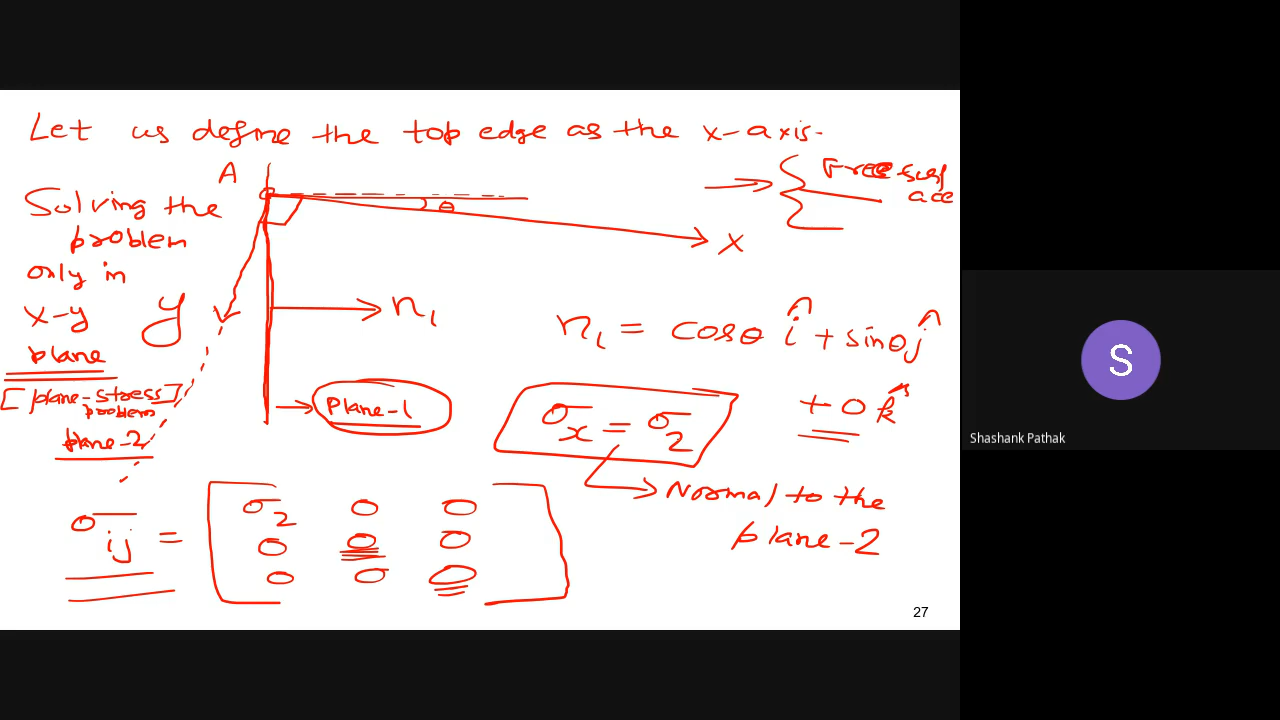 Let us define the top edge as the x-axis.
A
Solving the
problem
only in
x-y
plane
[plane-stress]
problem
plane-2
Free surf
ace
θ
x
y
n₁
n₁ = cosθ î + sinθ ĵ
+ 0 k̂
Plane-1
σx = σ2
Normal to the
plane-2
σij =
σ2 0 0
0 0 0
0 0 0
27
S
Shashank Pathak